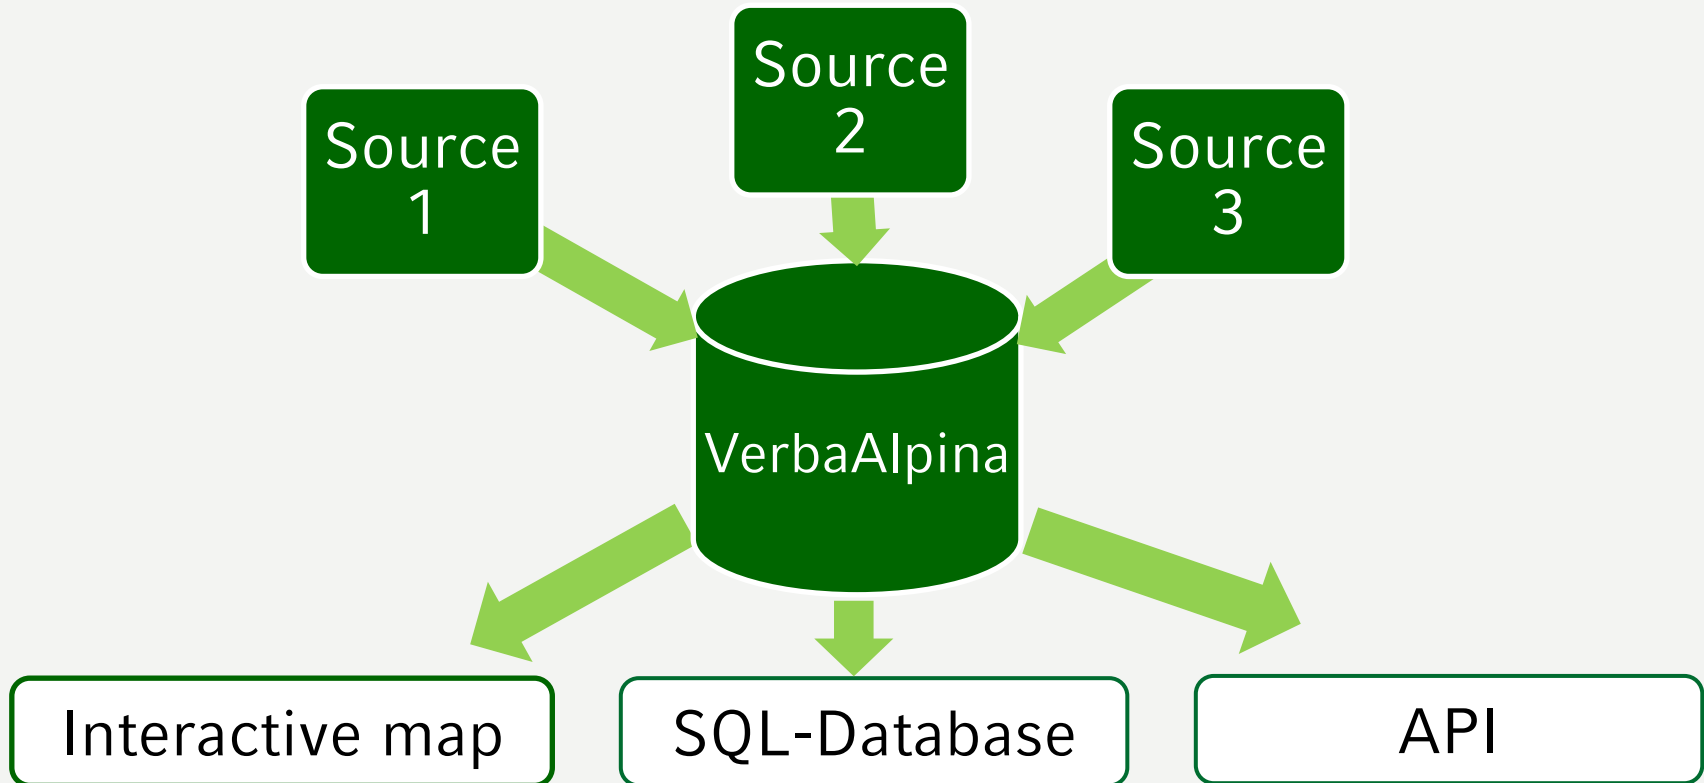 Source
1
Source
2
Source
3
VerbaAlpina
Interactive map
SQL-Database
API